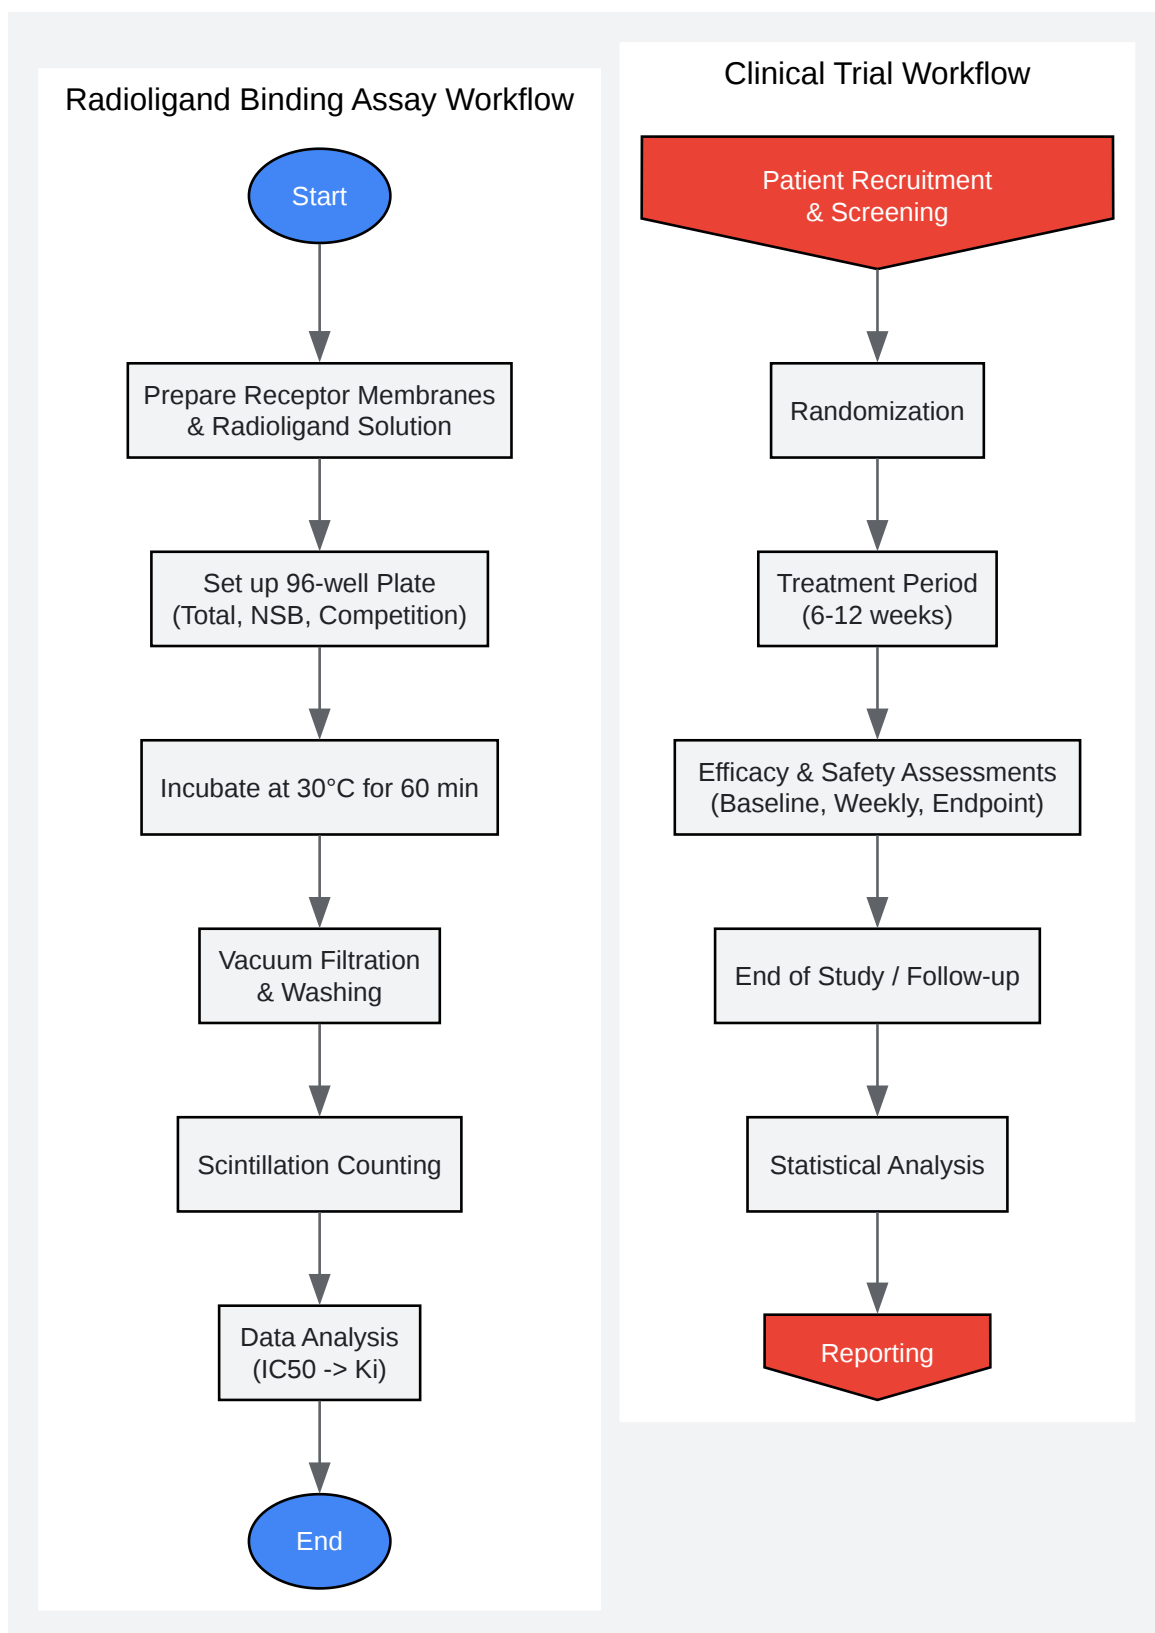 Radioligand Binding Assay Workflow
Start
Prepare Receptor Membranes
& Radioligand Solution
Set up 96-well Plate
(Total, NSB, Competition)
Incubate at 30°C for 60 min
Vacuum Filtration
& Washing
Scintillation Counting
Data Analysis
(IC50 -> Ki)
End
Clinical Trial Workflow
Patient Recruitment
& Screening
Randomization
Treatment Period
(6-12 weeks)
Efficacy & Safety Assessments
(Baseline, Weekly, Endpoint)
End of Study / Follow-up
Statistical Analysis
Reporting